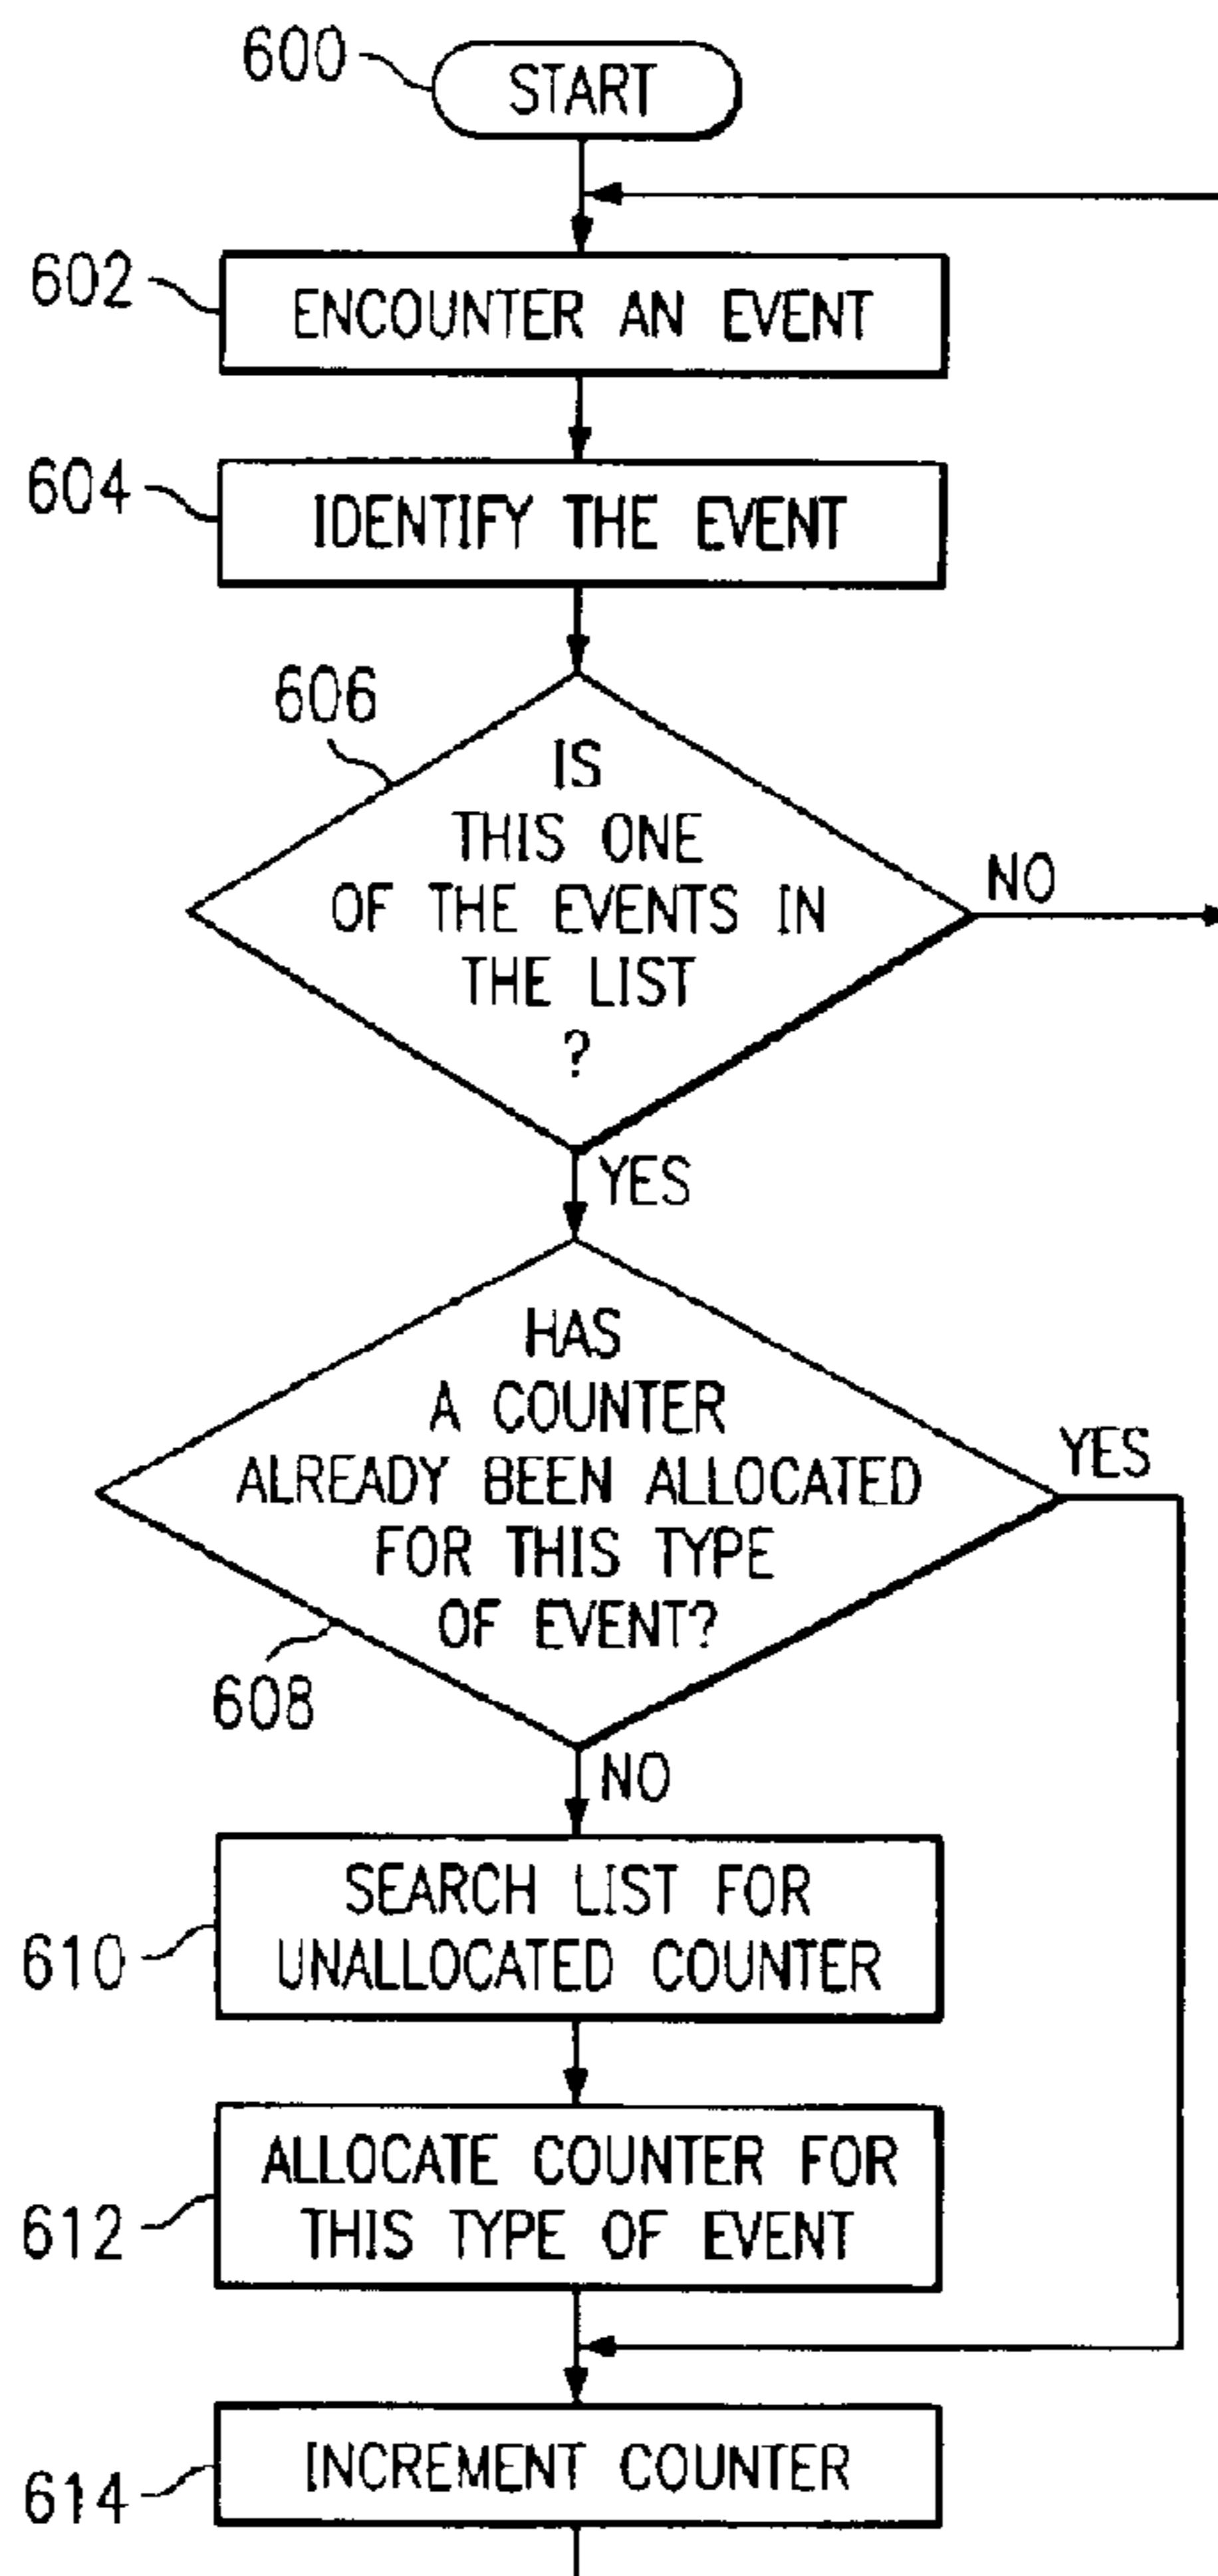 600
START
602
ENCOUNTER AN EVENT
604
IDENTIFY THE EVENT
606
IS
THIS ONE
OF THE EVENTS IN
THE LIST
?
NO
YES
HAS
A COUNTER
ALREADY BEEN ALLOCATED
FOR THIS TYPE
OF EVENT?
YES
608
NO
SEARCH LIST FOR
UNALLOCATED COUNTER
610
ALLOCATE COUNTER FOR
THIS TYPE OF EVENT
612
INCREMENT COUNTER
614